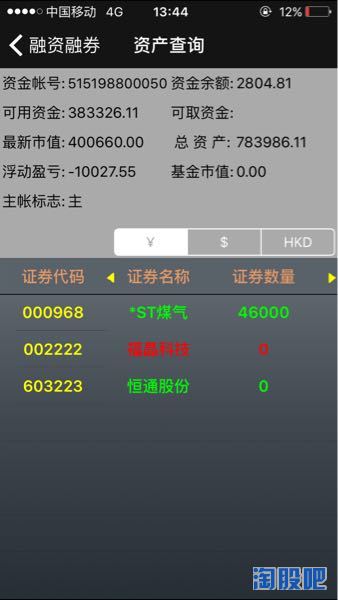 中国移动 4G 13:44 12%
融资融券 资产查询
资金帐号: 515198800050 资金余额: 2804.81
可用资金: 383326.11 可取资金:
最新市值: 400660.00 总 资 产: 783986.11
浮动盈亏: -10027.55 基金市值: 0.00
主帐标志: 主
¥ $ HKD
证券代码 证券名称 证券数量
000968 *ST煤气 46000
002222 福晶科技 0
603223 恒通股份 0
淘股吧